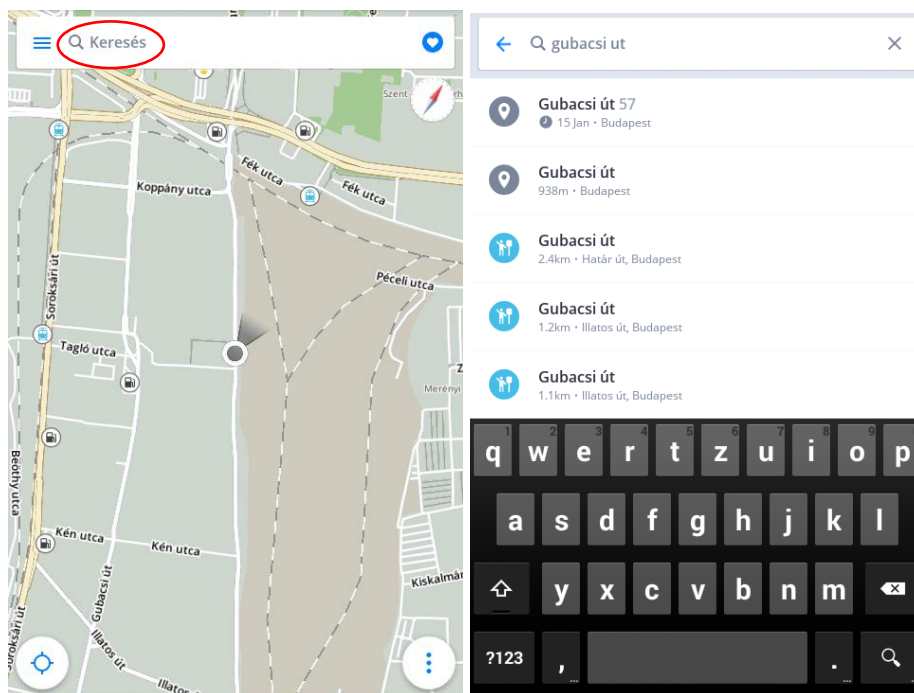 Keresés
Szent
Fék utca
Fék utca
Koppány utca
Soroksári út
Péceli utca
Tagló utca
Merényi
Beöthy utca
Kén utca
Kén utca
Kiskalmár
Gubacsi út
Illatos út
Illatos
soroksári út
gubacsi ut
Gubacsi út 57
15 Jan • Budapest
Gubacsi út
938m • Budapest
Gubacsi út
2.4km • Határ út, Budapest
Gubacsi út
1.2km • Illatos út, Budapest
Gubacsi út
1.1km • Illatos út, Budapest
1 2 3 4 5 6 7 8 9
q w e r t z u i o p
a s d f g h j k l
y x c v b n m
?123 , .